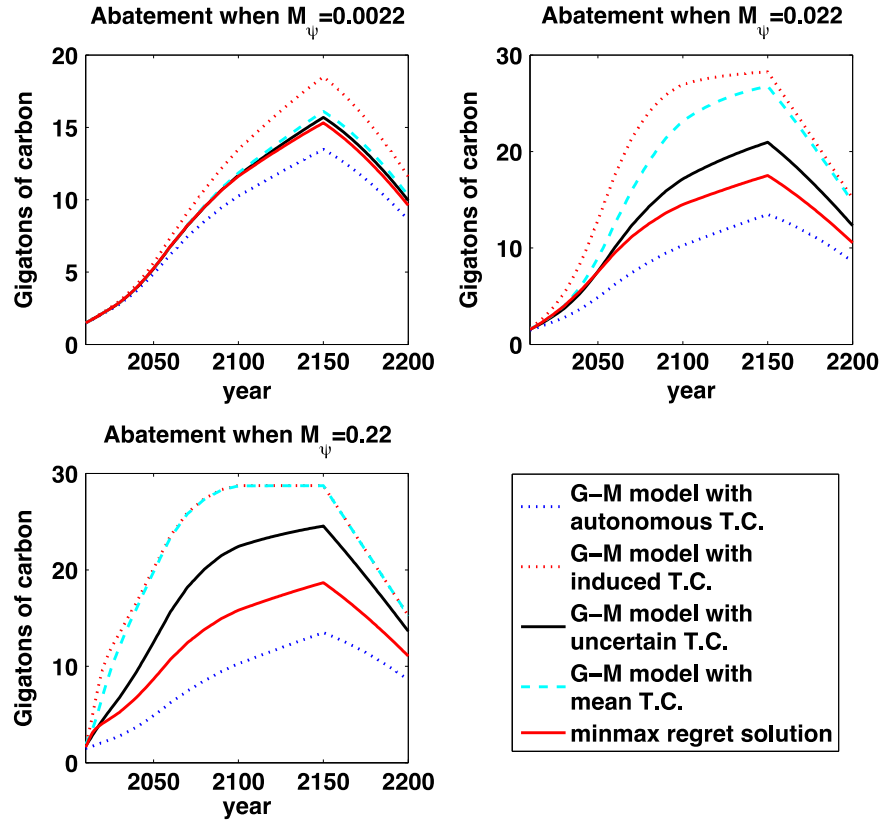 Abatement when M_ψ=0.0022
Gigatons of carbon
20
15
10
5
0
2050 2100 2150 2200
year
Abatement when M_ψ=0.022
Gigatons of carbon
30
20
10
0
2050 2100 2150 2200
year
Abatement when M_ψ=0.22
Gigatons of carbon
30
20
10
0
2050 2100 2150 2200
year
G−M model with
autonomous T.C.
G−M model with
induced T.C.
G−M model with
uncertain T.C.
G−M model with
mean T.C.
minmax regret solution